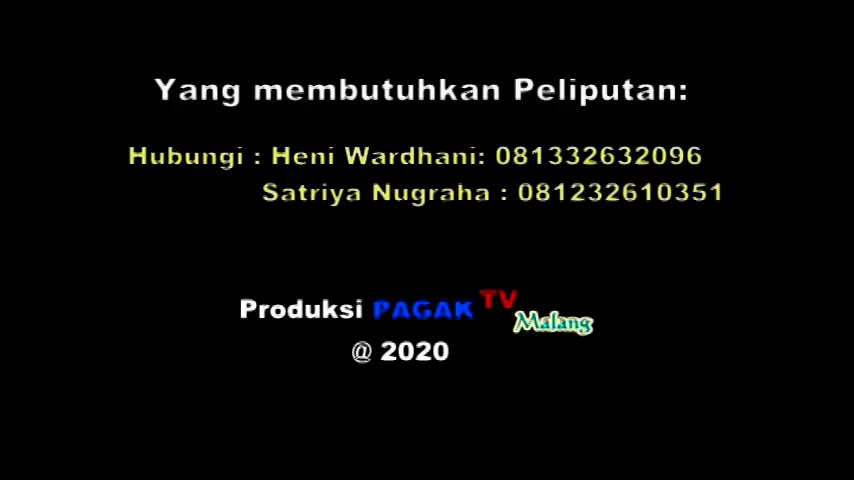 Yang membutuhkan Peliputan:
Hubungi : Heni Wardhani: 081332632096
Satriya Nugraha : 081232610351
Produksi PAGAK TV Malang
@ 2020